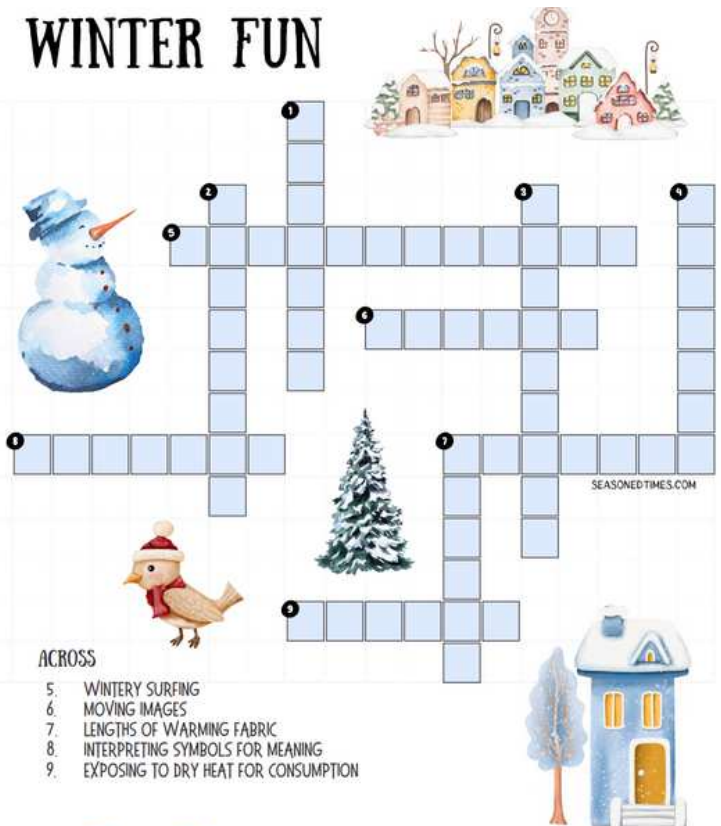 WINTER FUN
1
2
3
4
5
6
8
7
SEASONEDTIMES.COM
9
ACROSS
5. WINTERY SURFING
6. MOVING IMAGES
7. LENGTHS OF WARMING FABRIC
8. INTERPRETING SYMBOLS FOR MEANING
9. EXPOSING TO DRY HEAT FOR CONSUMPTION